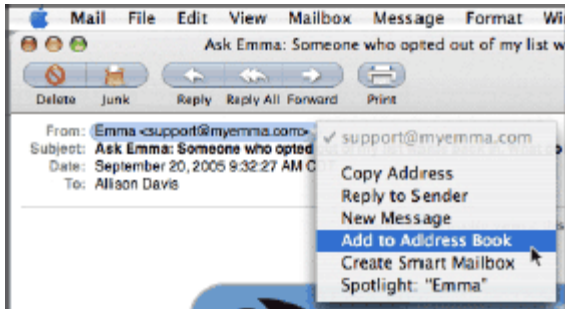 Mail File Edit View Mailbox Message Format
Ask Emma: Someone who opted out of my list
Delete Junk Reply Reply All Forward Print
From: Emma <support@myemma.com>
Subject: Ask Emma: Someone who opted
Date: September 20, 2005 9:32:27 AM
To: Allison Davis
✓ support@myemma.com
Copy Address
Reply to Sender
New Message
Add to Address Book
Create Smart Mailbox
Spotlight: "Emma"